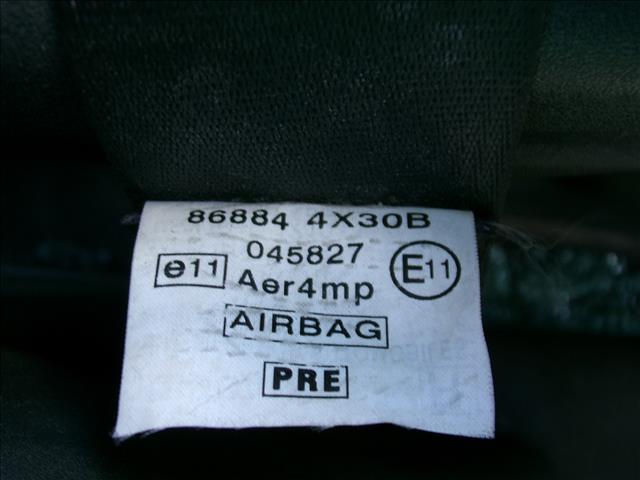 86884 4X30B
045827
e11 E11
Aer4mp
AIRBAG
PRE